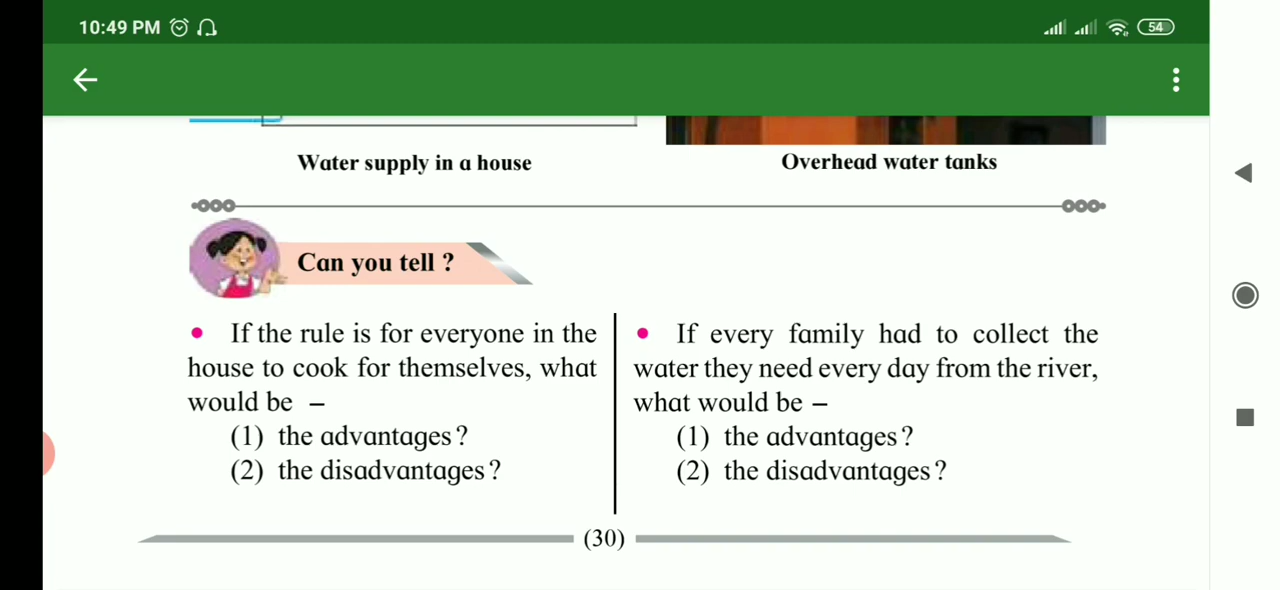 10:49 PM
54
Water supply in a house
Overhead water tanks
Can you tell ?
• If the rule is for everyone in the
house to cook for themselves, what
would be –
(1) the advantages?
(2) the disadvantages?
• If every family had to collect the
water they need every day from the river,
what would be –
(1) the advantages?
(2) the disadvantages?
(30)